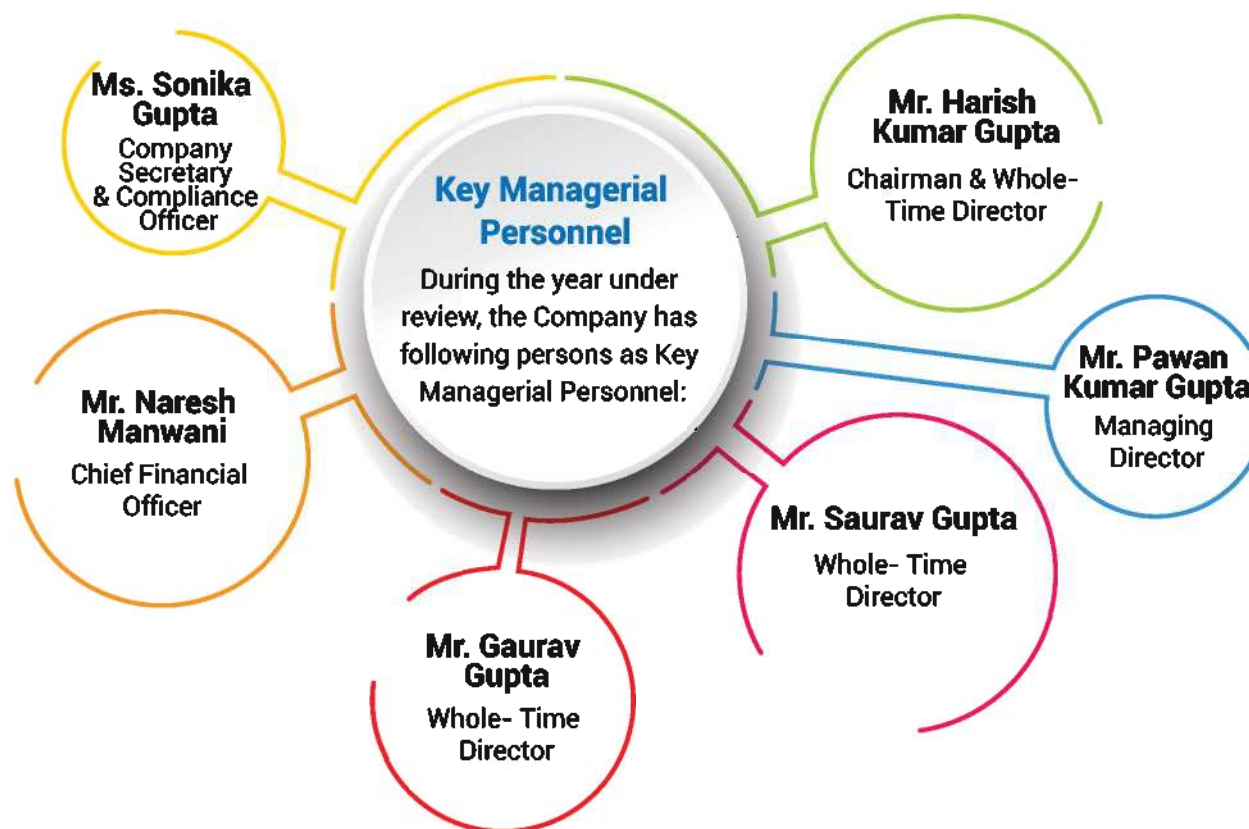 Key Managerial
Personnel
During the year under
review, the Company has
following persons as Key
Managerial Personnel:
Mr. Harish
Kumar Gupta
Chairman & Whole-
Time Director
Mr. Pawan
Kumar Gupta
Managing
Director
Mr. Saurav Gupta
Whole- Time
Director
Mr. Gaurav
Gupta
Whole- Time
Director
Mr. Naresh
Manwani
Chief Financial
Officer
Ms. Sonika
Gupta
Company
Secretary
& Compliance
Officer